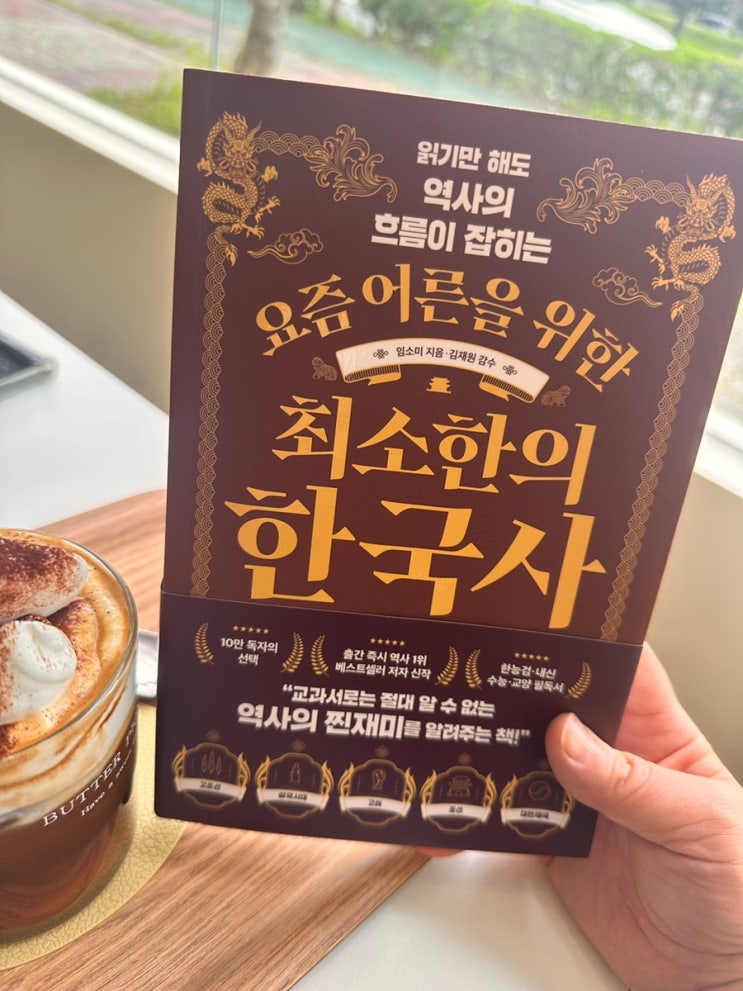 읽기만 해도
역사의
흐름이 잡히는
요즘 어른을 위한
임소미 지음·김재원 감수
최소한의
한국사
10만 독자의
선택
출간 즉시 역사 1위
베스트셀러 저자 신작
한능검·내신
수능·교양 필독서
“교과서로는 절대 알 수 없는
역사의 찐재미를 알려주는 책!”
고조선
삼국시대
고려
조선
대한제국
BUTTER
Have a